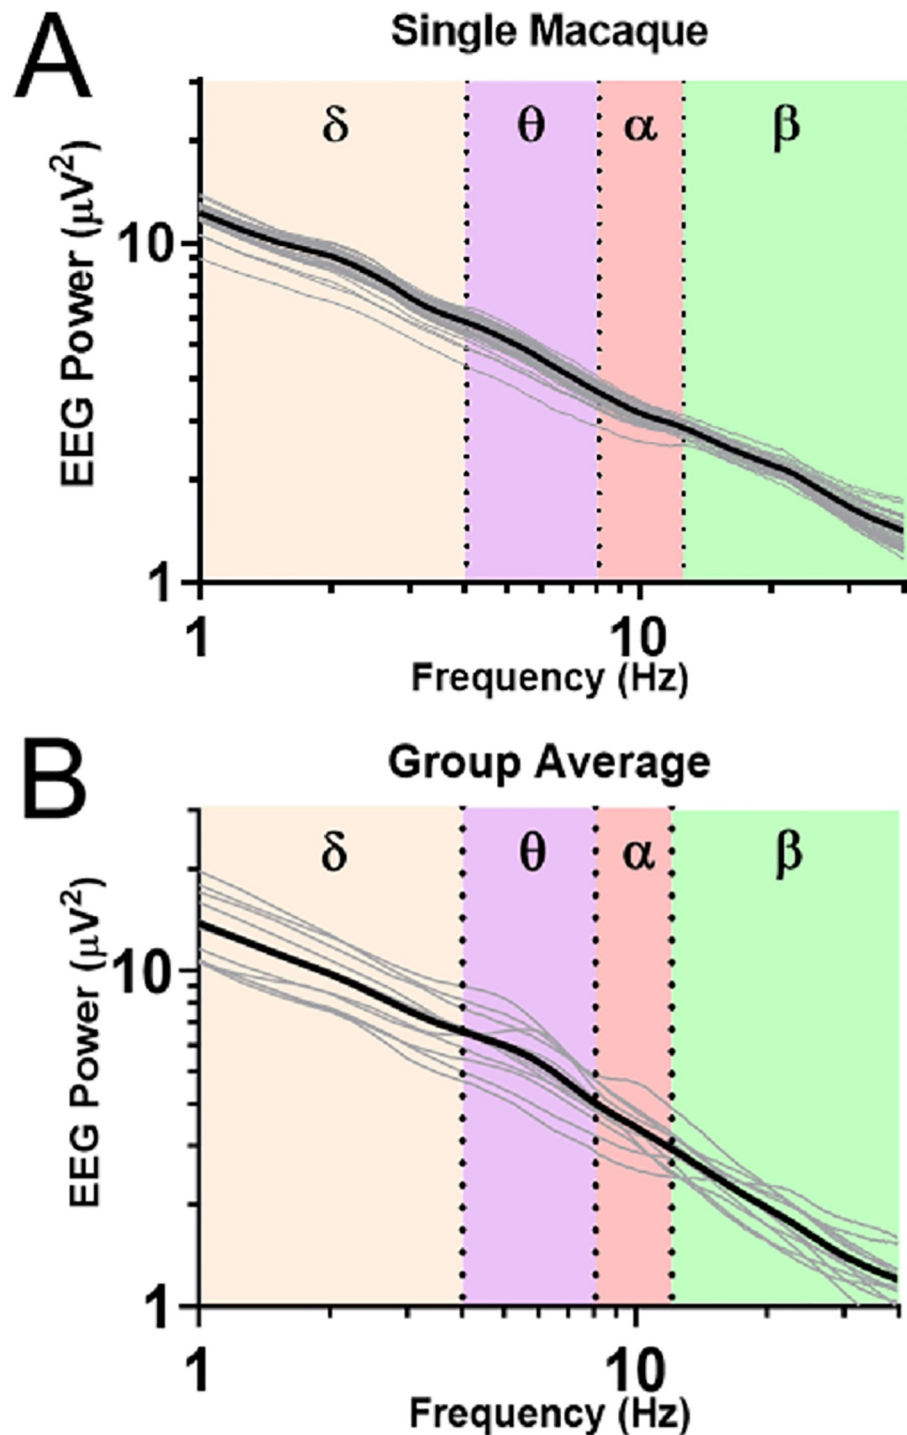 A
Single Macaque
δ θ α β
EEG Power (μV²)
10
1
1 10
Frequency (Hz)
B
Group Average
δ θ α β
EEG Power (μV²)
10
1
1 10
Frequency (Hz)